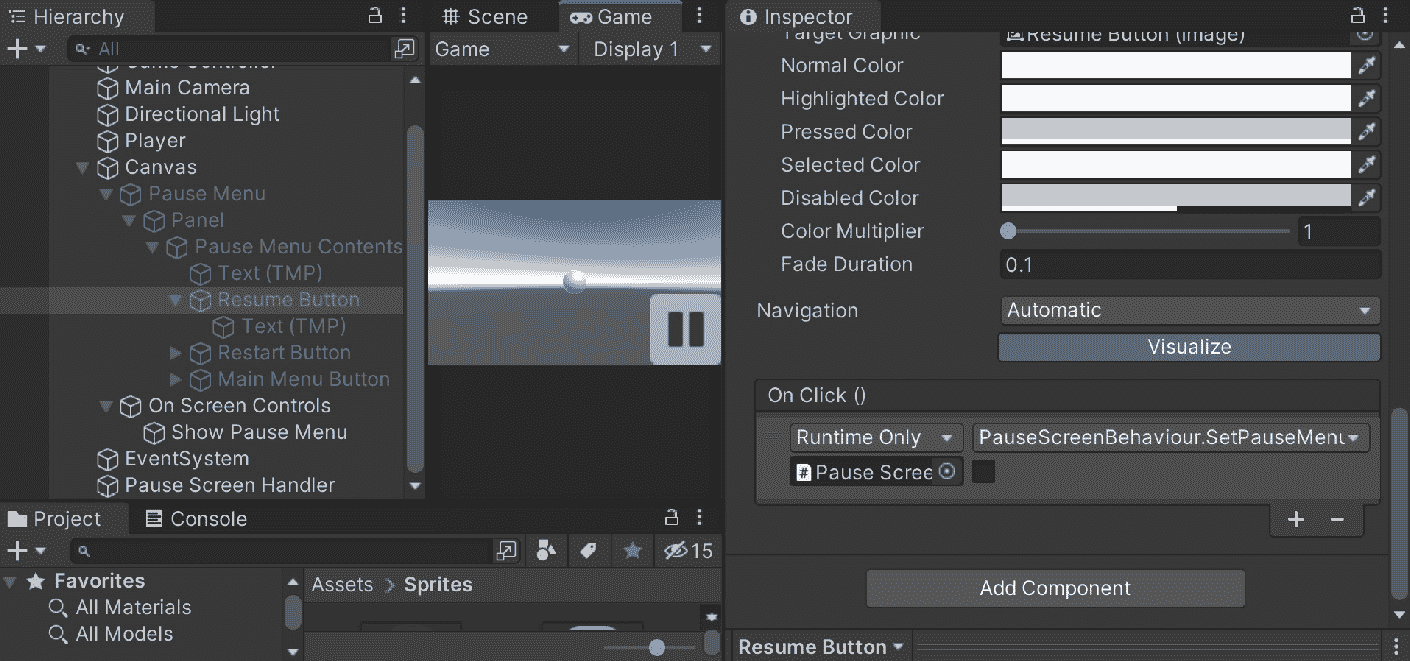 Hierarchy
All
Game Controller
Main Camera
Directional Light
Player
Canvas
Pause Menu
Panel
Pause Menu Contents
Text (TMP)
Resume Button
Text (TMP)
Restart Button
Main Menu Button
On Screen Controls
Show Pause Menu
EventSystem
Pause Screen Handler
Scene
Game
Game
Display 1
Inspector
Target Graphic
Resume Button (Image)
Normal Color
Highlighted Color
Pressed Color
Selected Color
Disabled Color
Color Multiplier
1
Fade Duration
0.1
Navigation
Automatic
Visualize
On Click ()
Runtime Only
PauseScreenBehaviour.SetPauseMenu
# Pause Scree
Add Component
Resume Button
Project
Console
15
Favorites
All Materials
All Models
Assets > Sprites